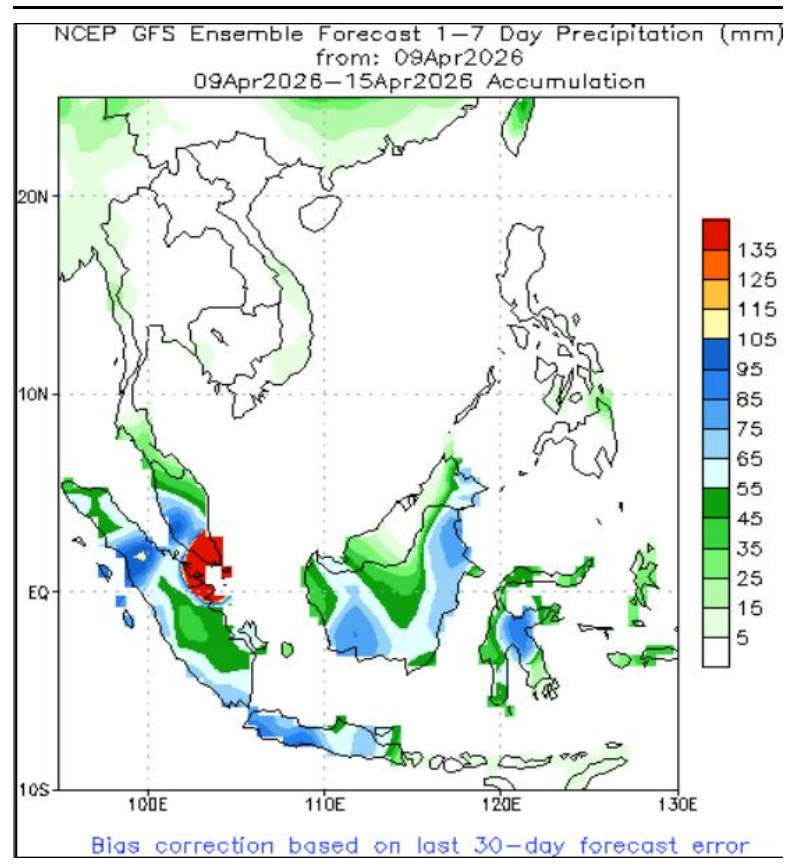 NCEP GFS Ensemble Forecast 1−7 Day Precipitation (mm)
from: 09Apr2026
09Apr2026−15Apr2026 Accumulation
20N
10N
EQ
10S
100E 110E 120E 130E
135
125
115
105
95
85
75
65
55
45
35
25
15
5
Bias correction based on last 30−day forecast error